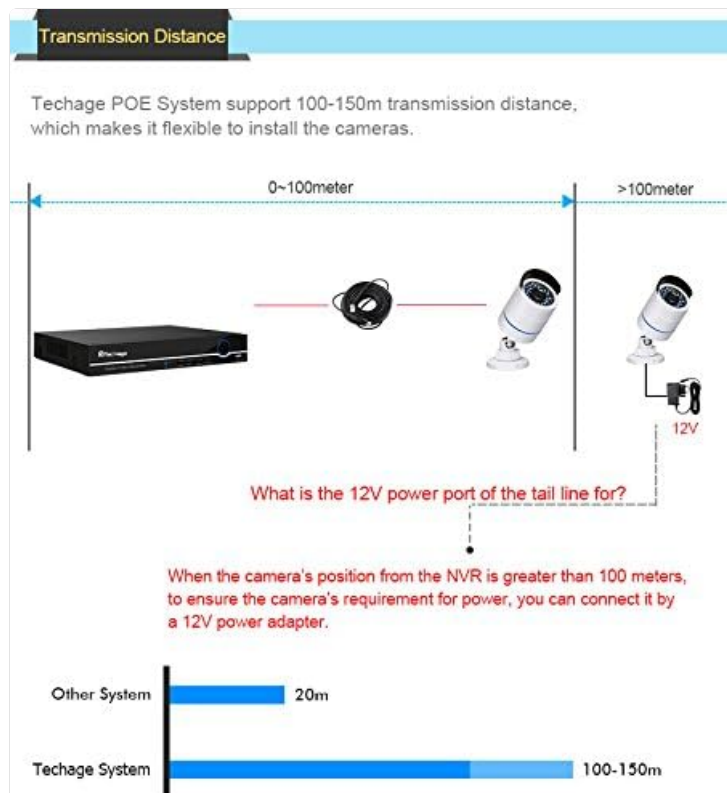 Transmission Distance
Techage POE System support 100-150m transmission distance,
which makes it flexible to install the cameras.
0~100meter
>100meter
Techage
12V
What is the 12V power port of the tail line for?
When the camera's position from the NVR is greater than 100 meters,
to ensure the camera's requirement for power, you can connect it by
a 12V power adapter.
Other System
20m
Techage System
100-150m